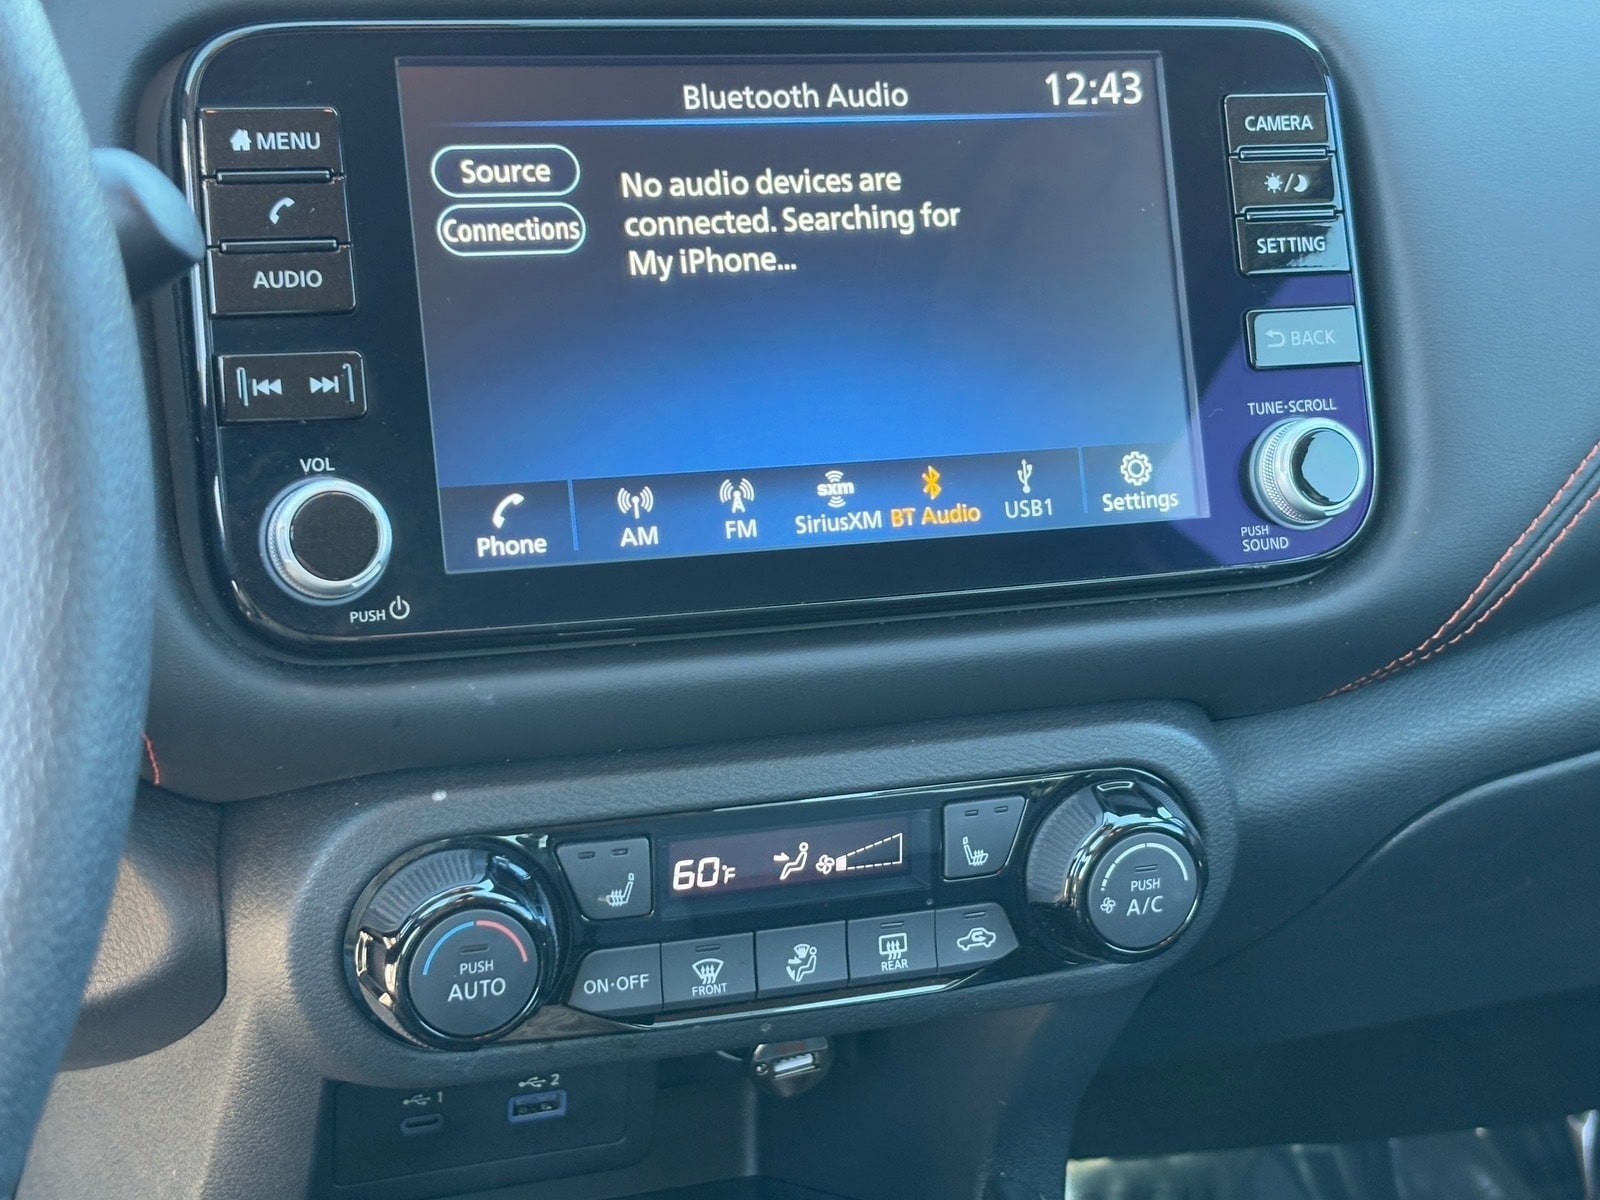 Bluetooth Audio
12:43
MENU
AUDIO
VOL
PUSH
Source
Connections
No audio devices are
connected. Searching for
My iPhone...
Phone
AM
FM
sxm
SiriusXM
BT Audio
USB1
Settings
CAMERA
/
SETTING
BACK
TUNE·SCROLL
PUSH
SOUND
60°F
PUSH
AUTO
ON·OFF
FRONT
REAR
PUSH
A/C
1
2